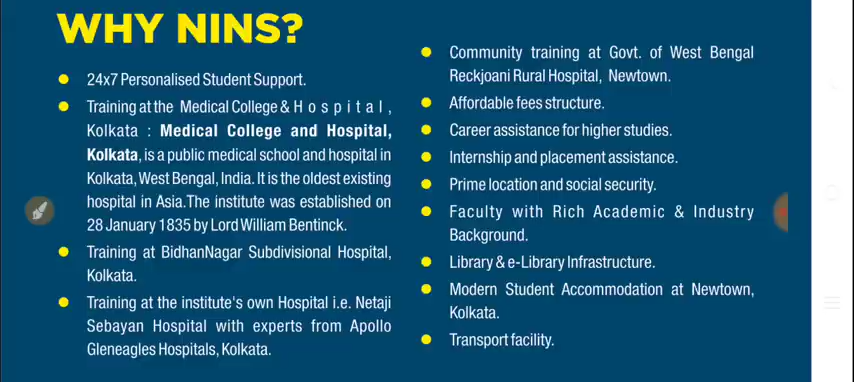 WHY NINS?
24x7 Personalised Student Support.
Training at the Medical College & Hospital,
Kolkata : Medical College and Hospital,
Kolkata, is a public medical school and hospital in
Kolkata, West Bengal, India. It is the oldest existing
hospital in Asia.The institute was established on
28 January 1835 by Lord William Bentinck.
Training at BidhanNagar Subdivisional Hospital,
Kolkata.
Training at the institute's own Hospital i.e. Netaji
Sebayan Hospital with experts from Apollo
Gleneagles Hospitals, Kolkata.
Community training at Govt. of West Bengal
Reckjoani Rural Hospital, Newtown.
Affordable fees structure.
Career assistance for higher studies.
Internship and placement assistance.
Prime location and social security.
Faculty with Rich Academic & Industry
Background.
Library & e-Library Infrastructure.
Modern Student Accommodation at Newtown,
Kolkata.
Transport facility.